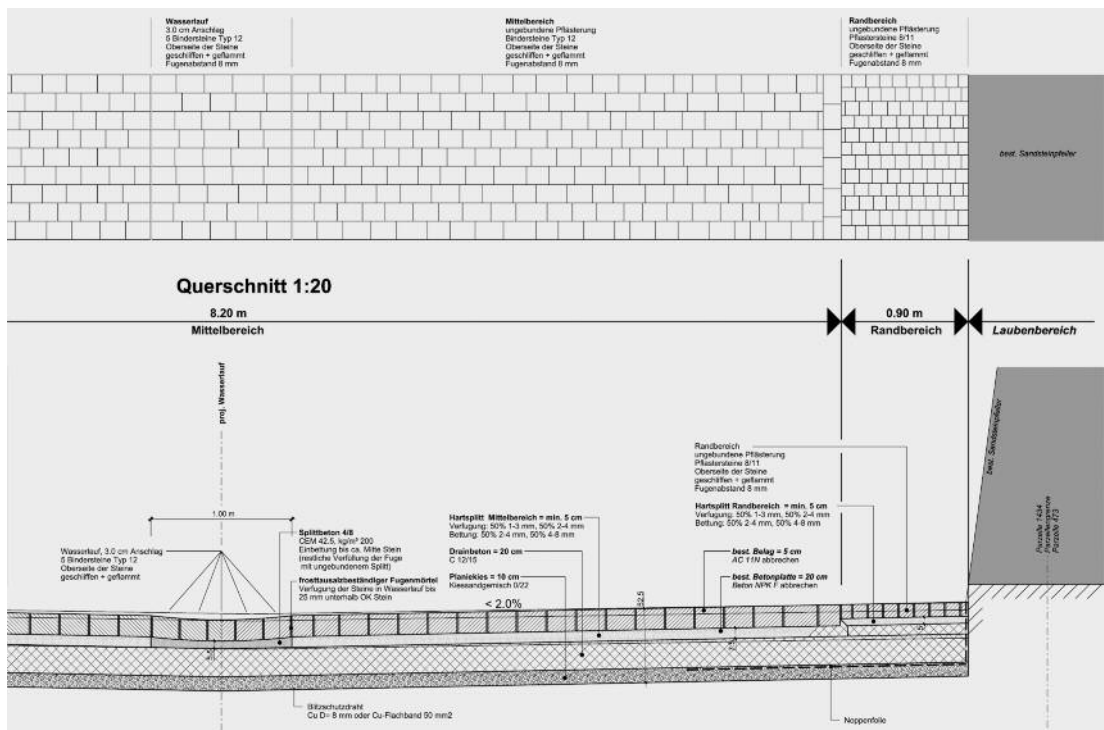 Wasserlauf
3.0 cm Anschlag
5 Bindersteine Typ 12
Oberseite der Steine
geschliffen + geflammt
Fugenabstand 8 mm
Mittelbereich
ungebundene Pflästerung
Bindersteine Typ 12
Oberseite der Steine
geschliffen + geflammt
Fugenabstand 8 mm
Randbereich
ungebundene Pflästerung
Pflastersteine 8/11
Oberseite der Steine
geschliffen + geflammt
Fugenabstand 8 mm
best. Sandsteinpfeiler
Querschnitt 1:20
8.20 m
Mittelbereich
0.90 m
Randbereich
Laubenbereich
proj. Wasserlauf
best. Sandsteinpfeiler
Parzelle 1434
Parzellengrenze
Parzelle 473
Randbereich
ungebundene Pflästerung
Pflastersteine 8/11
Oberseite der Steine
geschliffen + geflammt
Fugenabstand 8 mm
1.00 m
Wasserlauf, 3.0 cm Anschlag
5 Bindersteine Typ 12
Oberseite der Steine
geschliffen + geflammt
Splittbeton 4/8
CEM 42.5, kg/m³ 200
Einbettung bis ca. Mitte Stein
(restliche Verfüllung der Fuge
mit ungebundenem Splitt)
frosttausalzbeständiger Fugenmörtel
Verfugung der Steine in Wasserlauf bis
25 mm unterhalb OK Stein
Hartsplitt Mittelbereich = min. 5 cm
Verfugung: 50% 1-3 mm, 50% 2-4 mm
Bettung: 50% 2-4 mm, 50% 4-8 mm
Drainbeton = 20 cm
C 12/15
Planiekies = 10 cm
Kiessandgemisch 0/22
Hartsplitt Randbereich = min. 5 cm
Verfugung: 50% 1-3 mm, 50% 2-4 mm
Bettung: 50% 2-4 mm, 50% 4-8 mm
best. Belag = 5 cm
AC 11N abbrechen
best. Betonplatte = 20 cm
Beton NPK F abbrechen
< 2.0%
Blitzschutzdraht
Cu D= 8 mm oder Cu-Flachband 50 mm2
Noppenfolie